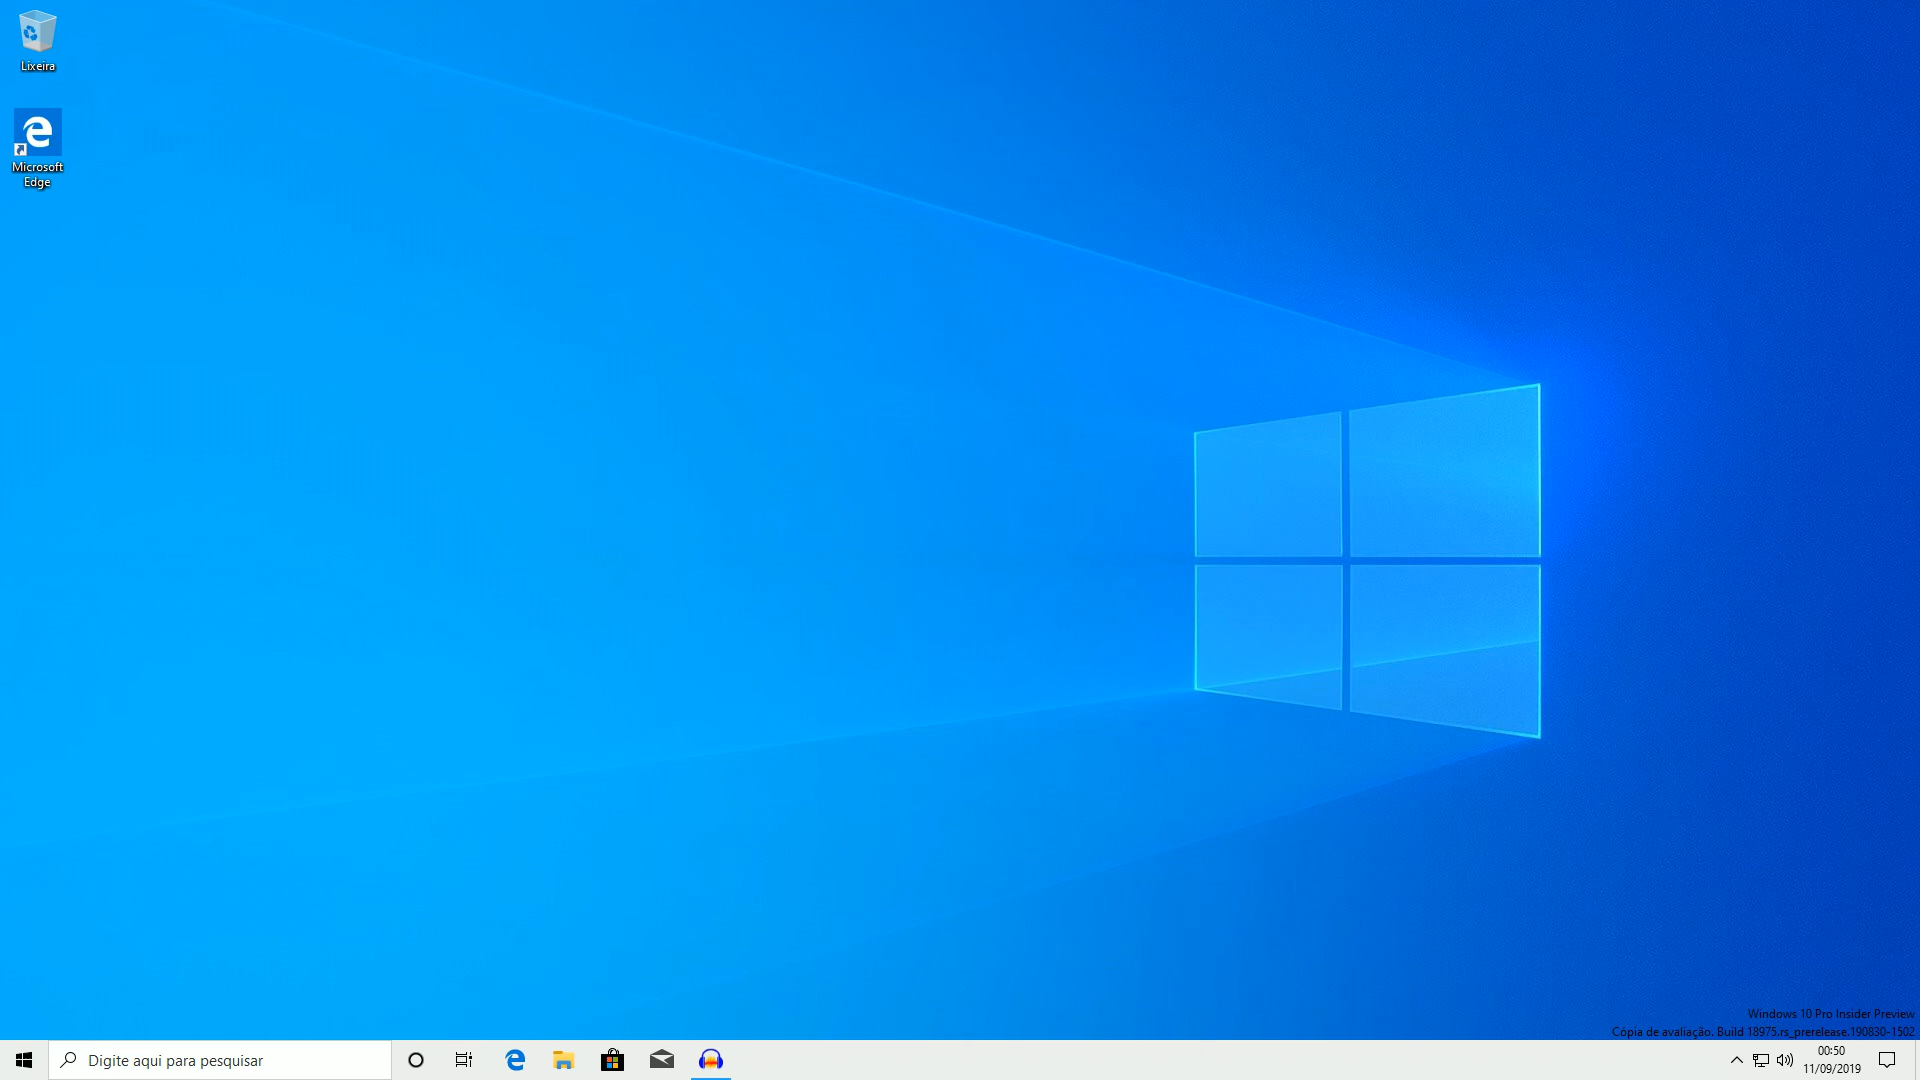 Lixeira
Microsoft
Edge
Windows 10 Pro Insider Preview
Cópia de avaliação. Build 18975.rs_prerelease.190830-1502
Digite aqui para pesquisar
00:50
11/09/2019